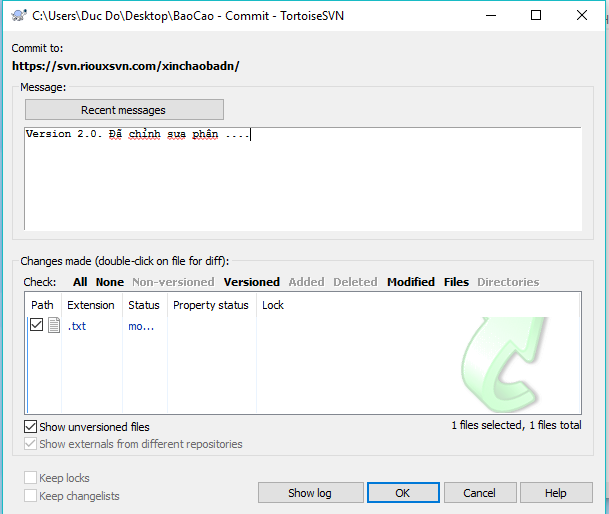 C:\Users\Duc Do\Desktop\BaoCao - Commit - TortoiseSVN
Commit to:
https://svn.riouxsvn.com/xinchaobadn/
Message:
Recent messages
Version 2.0. Đã chỉnh sua phân ....
Changes made (double-click on file for diff):
Check: All None Non-versioned Versioned Added Deleted Modified Files Directories
Path Extension Status Property status Lock
.txt mo...
Show unversioned files
1 files selected, 1 files total
Show externals from different repositories
Keep locks
Keep changelists
Show log OK Cancel Help